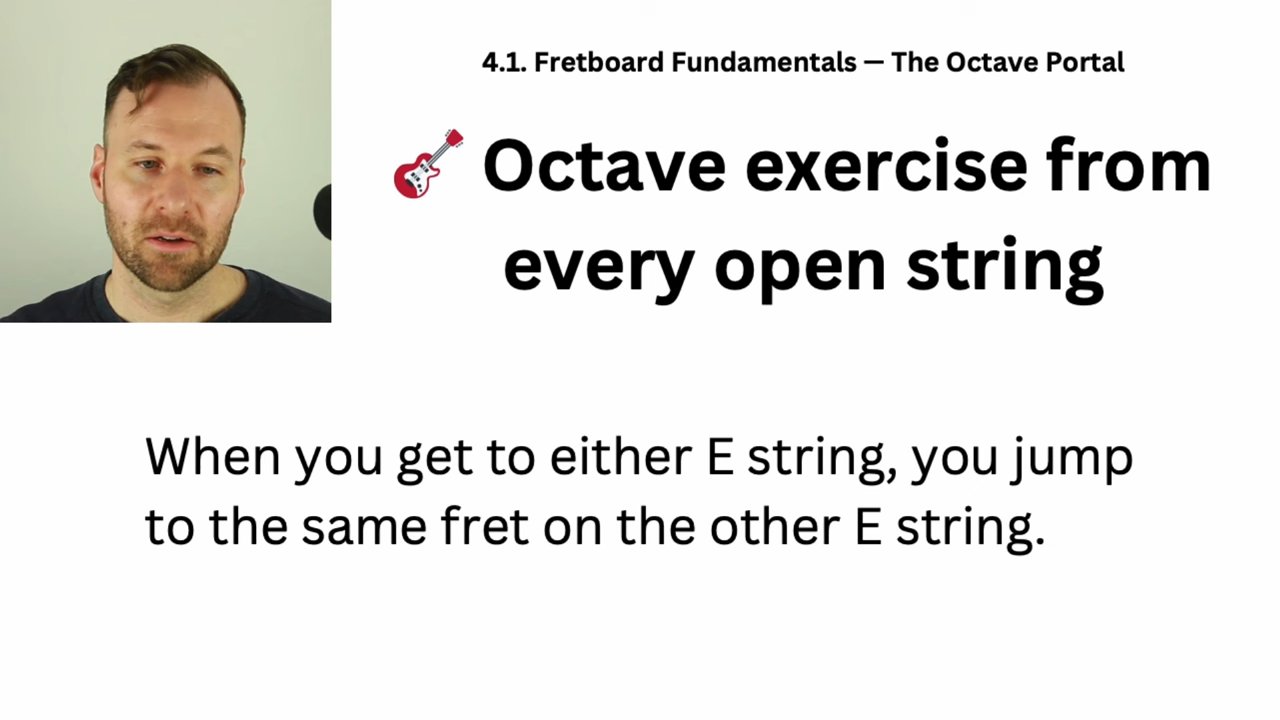 4.1. Fretboard Fundamentals — The Octave Portal
Octave exercise from
every open string
When you get to either E string, you jump
to the same fret on the other E string.